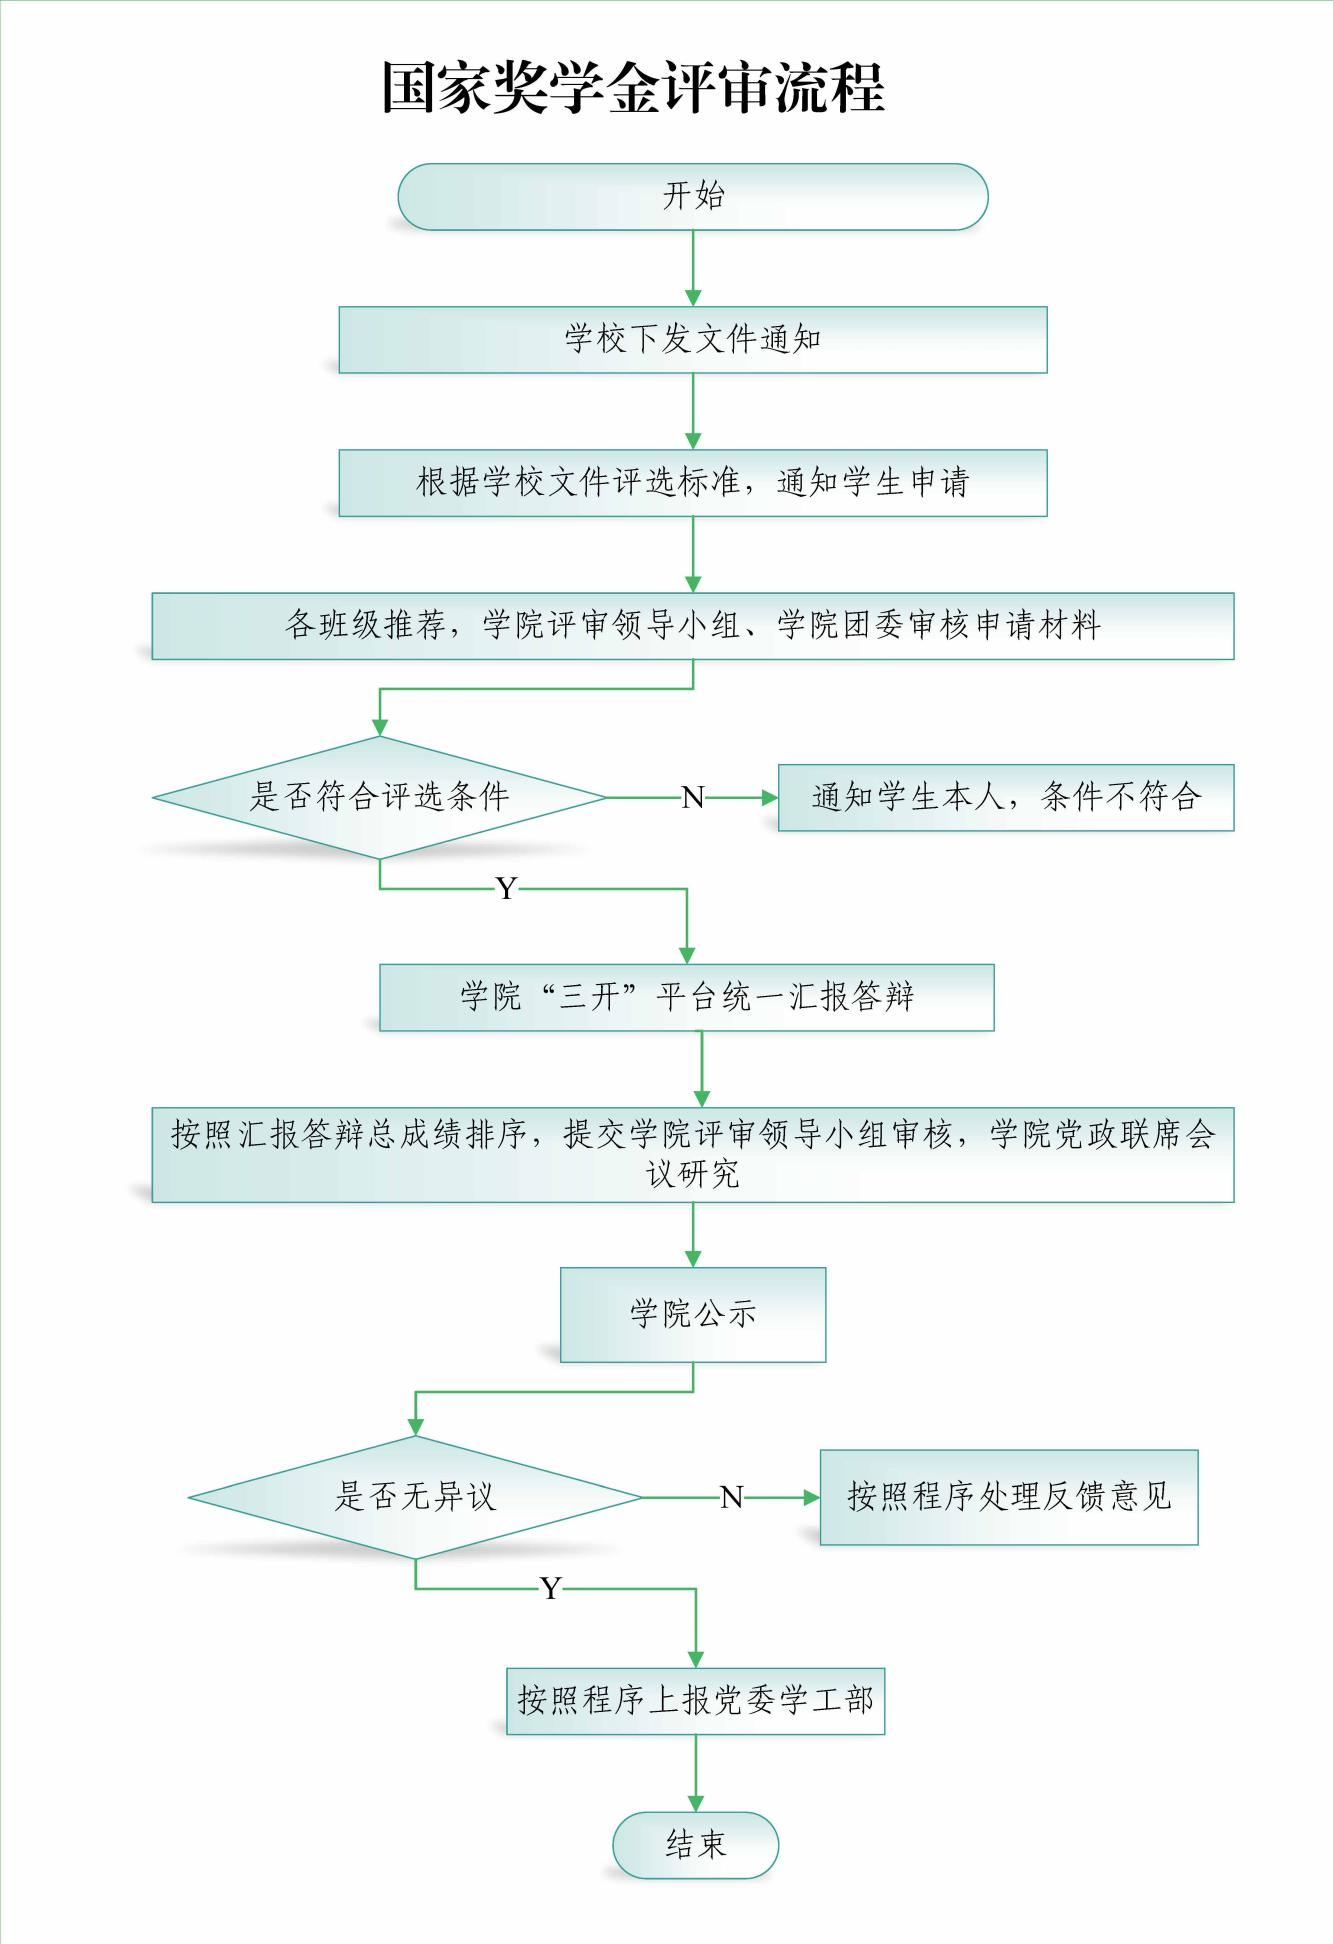 国家奖学金评审流程
开始
学校下发文件通知
根据学校文件评选标准，通知学生申请
各班级推荐，学院评审领导小组、学院团委审核申请材料
是否符合评选条件
N
通知学生本人，条件不符合
Y
学院“三开”平台统一汇报答辩
按照汇报答辩总成绩排序，提交学院评审领导小组审核，学院党政联席会
议研究
学院公示
是否无异议
N
按照程序处理反馈意见
Y
按照程序上报党委学工部
结束